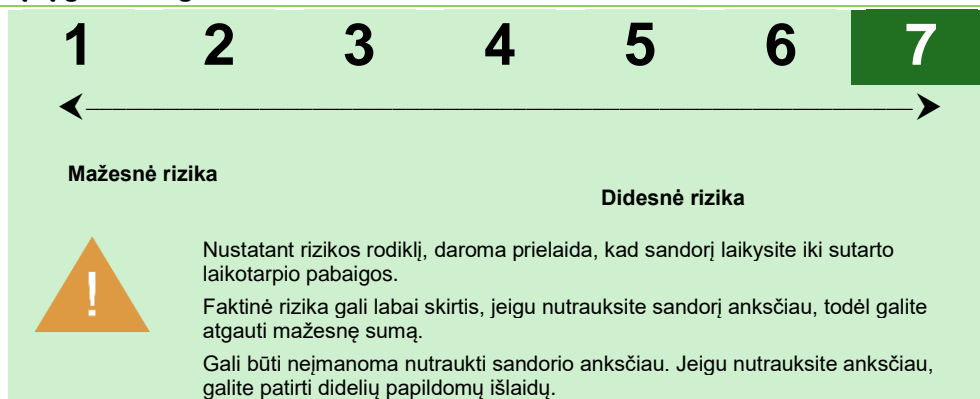 1 2 3 4 5 6 7
Mažesnė rizika
Didesnė rizika
!
Nustatant rizikos rodiklį, daroma prielaida, kad sandorį laikysite iki sutarto
laikotarpio pabaigos.
Faktinė rizika gali labai skirtis, jeigu nutrauksite sandorį anksčiau, todėl galite
atgauti mažesnę sumą.
Gali būti neįmanoma nutraukti sandorio anksčiau. Jeigu nutrauksite anksčiau,
galite patirti didelių papildomų išlaidų.